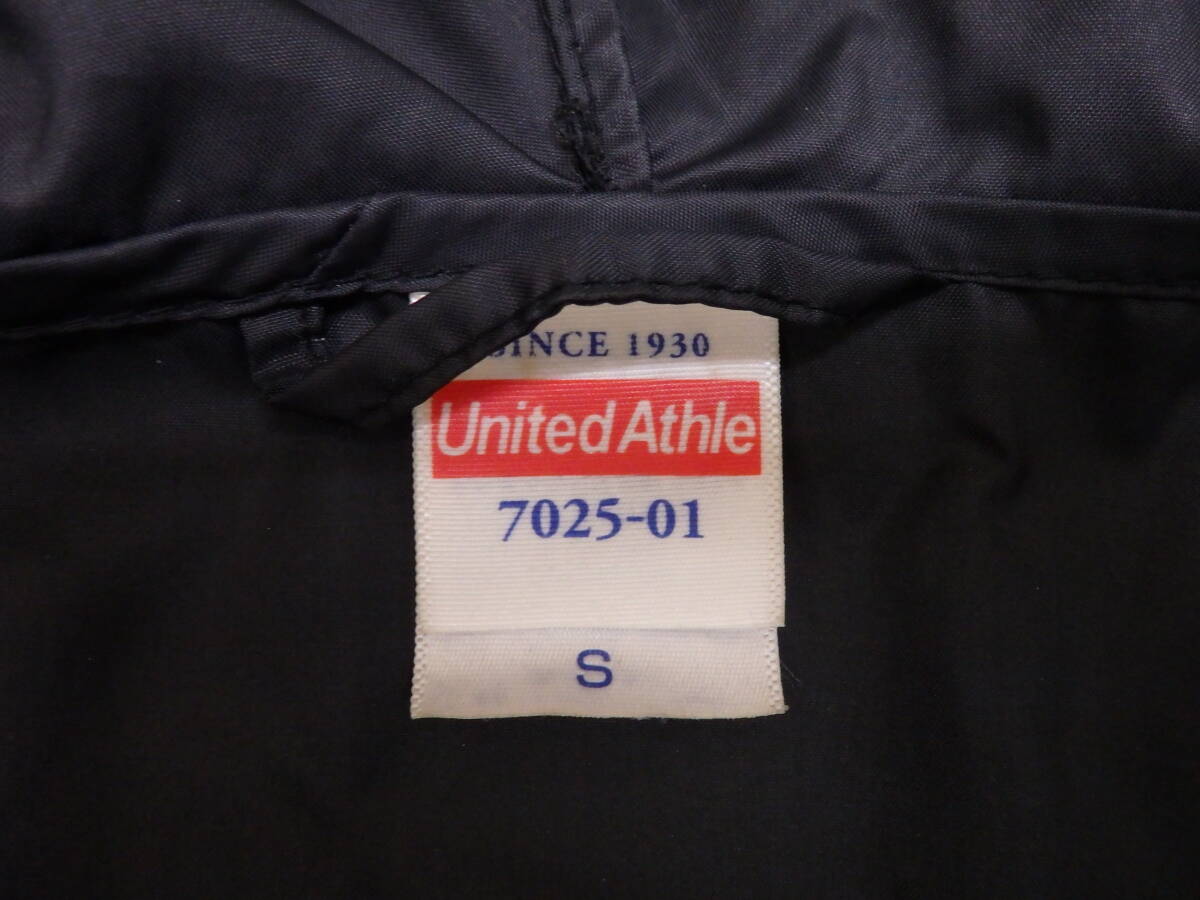 SINCE 1930
United Athle
7025-01
S